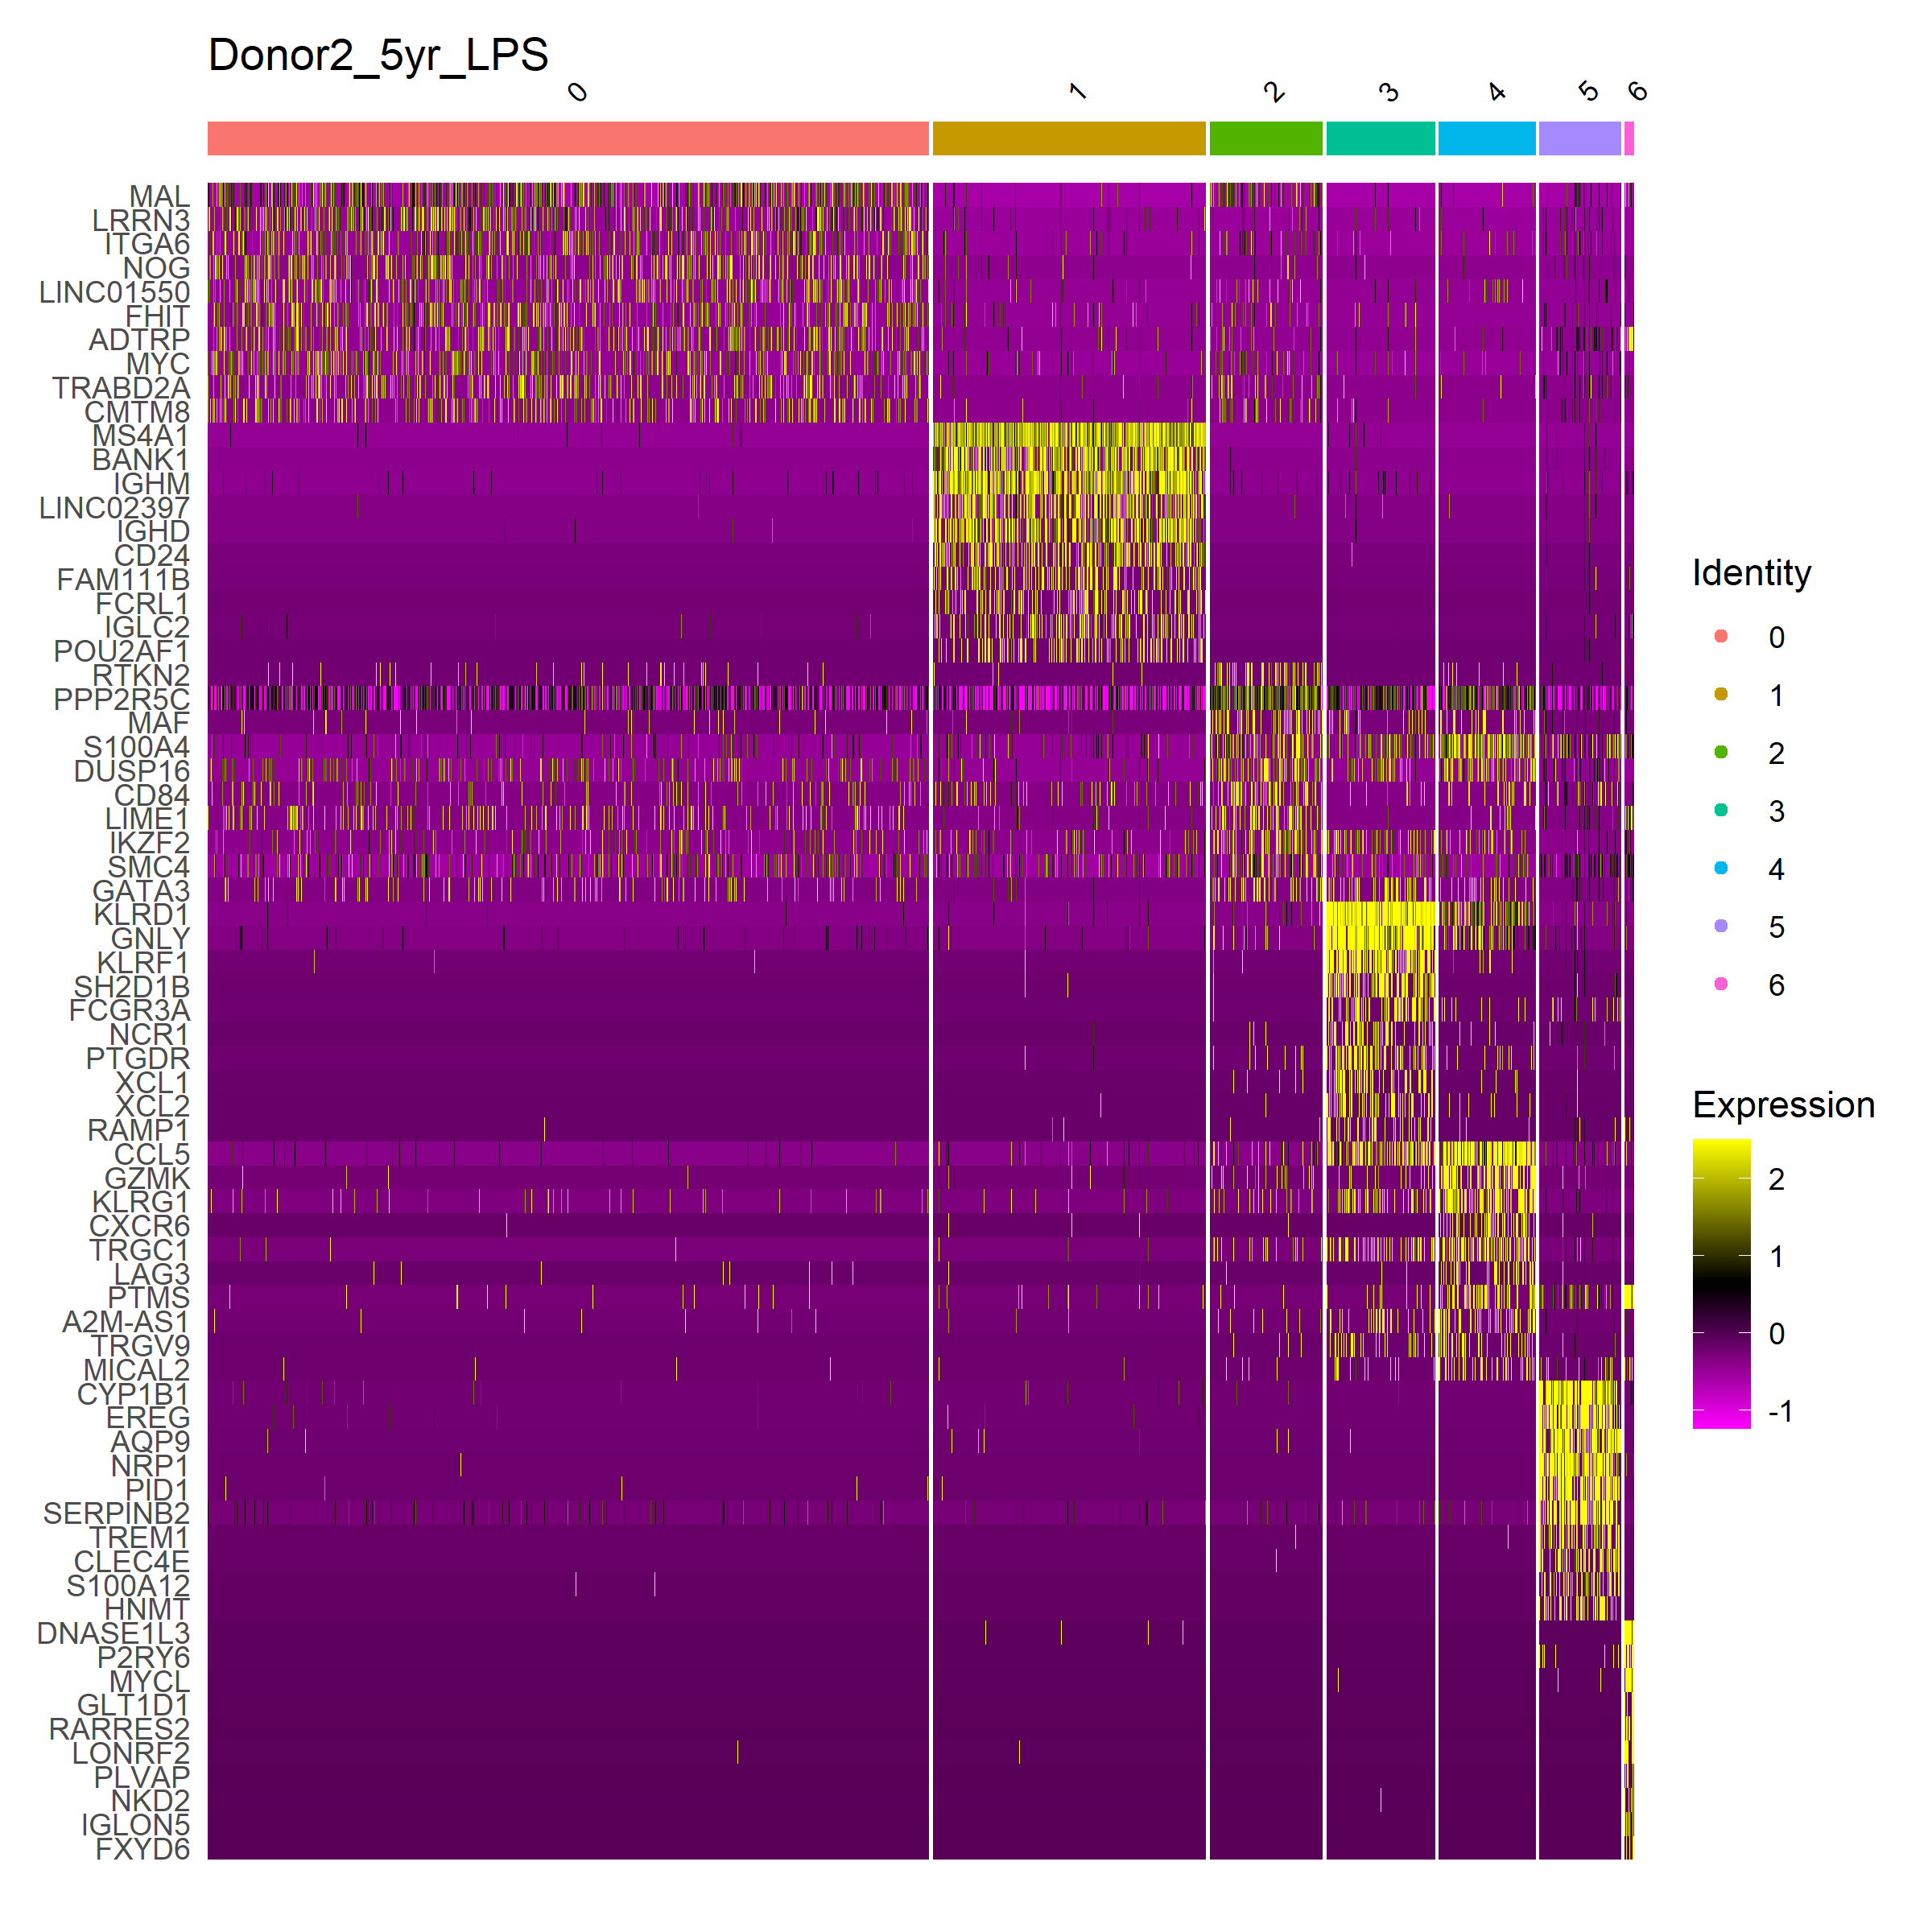 Donor2_5yr_LPS
0 1 2 3 4 5 6
MAL
LRRN3
ITGA6
NOG
LINC01550
FHIT
ADTRP
MYC
TRABD2A
CMTM8
MS4A1
BANK1
IGHM
LINC02397
IGHD
CD24
FAM111B
FCRL1
IGLC2
POU2AF1
RTKN2
PPP2R5C
MAF
S100A4
DUSP16
CD84
LIME1
IKZF2
SMC4
GATA3
KLRD1
GNLY
KLRF1
SH2D1B
FCGR3A
NCR1
PTGDR
XCL1
XCL2
RAMP1
CCL5
GZMK
KLRG1
CXCR6
TRGC1
LAG3
PTMS
A2M-AS1
TRGV9
MICAL2
CYP1B1
EREG
AQP9
NRP1
PID1
SERPINB2
TREM1
CLEC4E
S100A12
HNMT
DNASE1L3
P2RY6
MYCL
GLT1D1
RARRES2
LONRF2
PLVAP
NKD2
IGLON5
FXYD6
Identity
0
1
2
3
4
5
6
Expression
2
1
0
-1